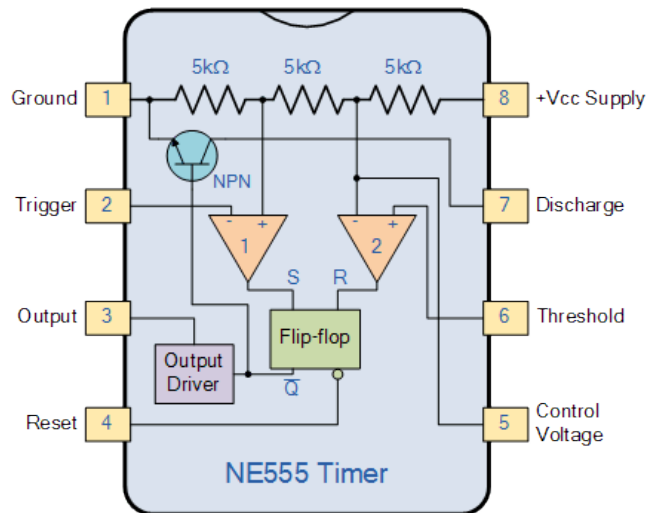 5kΩ 5kΩ 5kΩ
Ground 1 8 +Vcc Supply
NPN
Trigger 2 - + 1 - + 2 7 Discharge
S R
Output 3 6 Threshold
Flip-flop
Output
Driver
Q̅
Reset 4 5 Control
Voltage
NE555 Timer